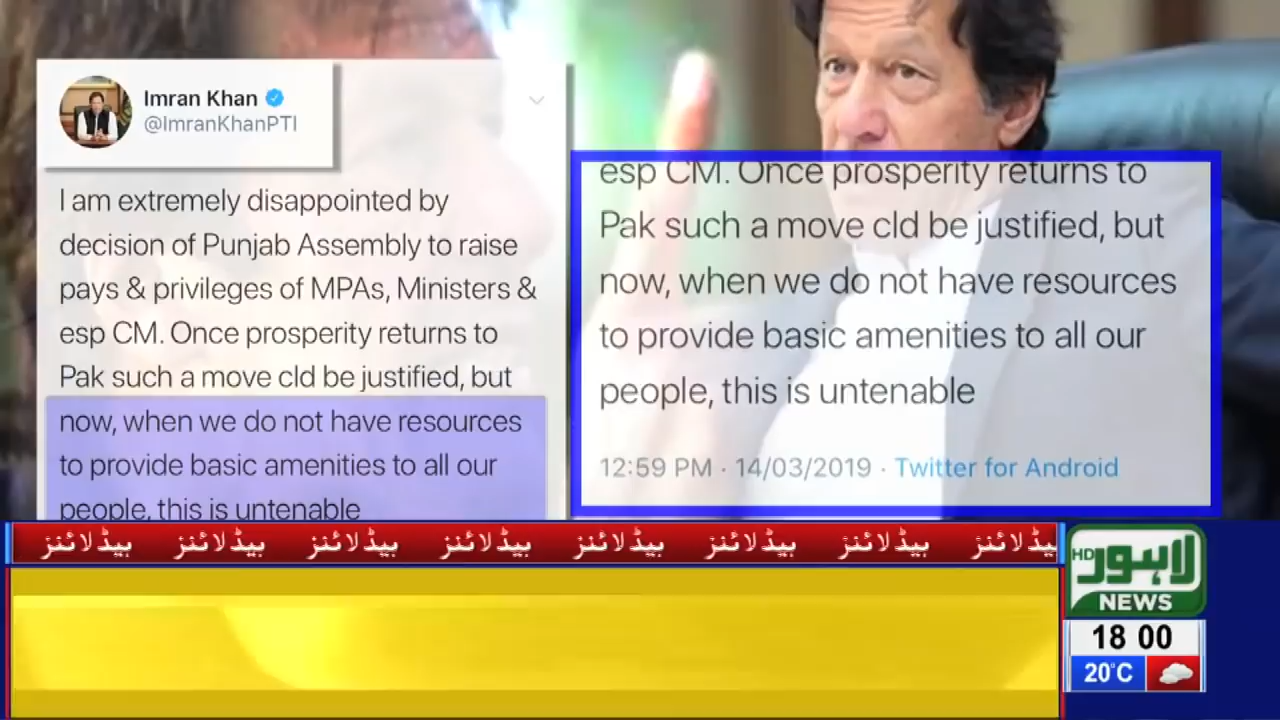 Imran Khan
@ImranKhanPTI
I am extremely disappointed by
decision of Punjab Assembly to raise
pays & privileges of MPAs, Ministers &
esp CM. Once prosperity returns to
Pak such a move cld be justified, but
now, when we do not have resources
to provide basic amenities to all our
people, this is untenable
esp CM. Once prosperity returns to
Pak such a move cld be justified, but
now, when we do not have resources
to provide basic amenities to all our
people, this is untenable
12:59 PM · 14/03/2019 · Twitter for Android
ہیڈلائنز ہیڈلائنز ہیڈلائنز ہیڈلائنز ہیڈلائنز ہیڈلائنز ہیڈلائنز ہیڈلائنز
HD لاہور
NEWS
18 00
20°C